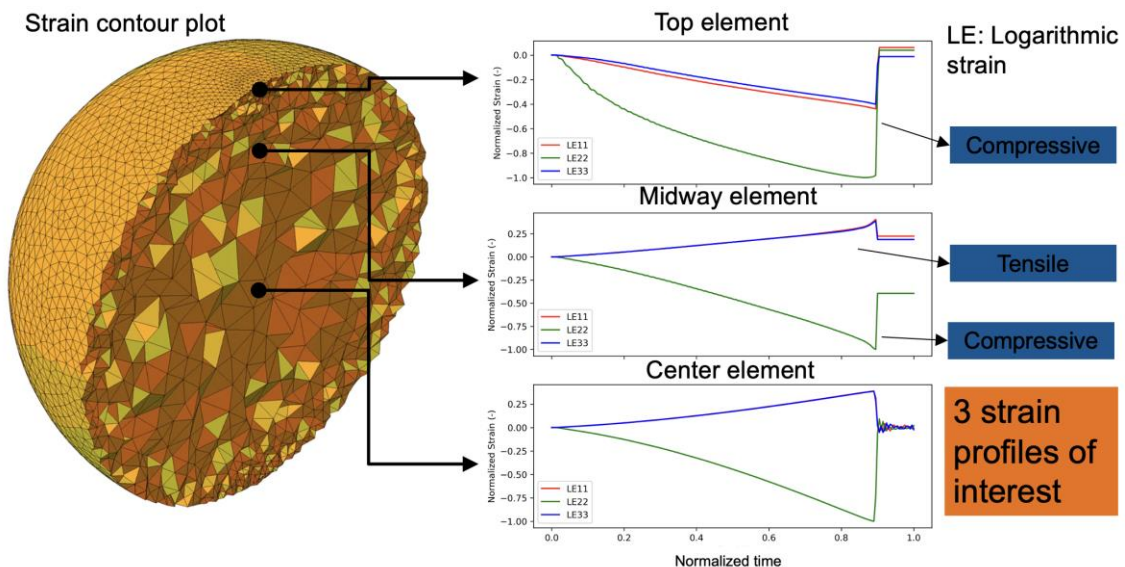 Strain contour plot
Top element
LE: Logarithmic
strain
Normalized Strain (-)
0.0
−0.2
−0.4
−0.6
−0.8
−1.0
LE11
LE22
LE33
Compressive
Midway element
Normalized Strain (-)
0.25
0.00
−0.25
−0.50
−0.75
−1.00
LE11
LE22
LE33
Tensile
Compressive
Center element
Normalized Strain (-)
0.25
0.00
−0.25
−0.50
−0.75
−1.00
LE11
LE22
LE33
0.0 0.2 0.4 0.6 0.8 1.0
Normalized time
3 strain
profiles of
interest